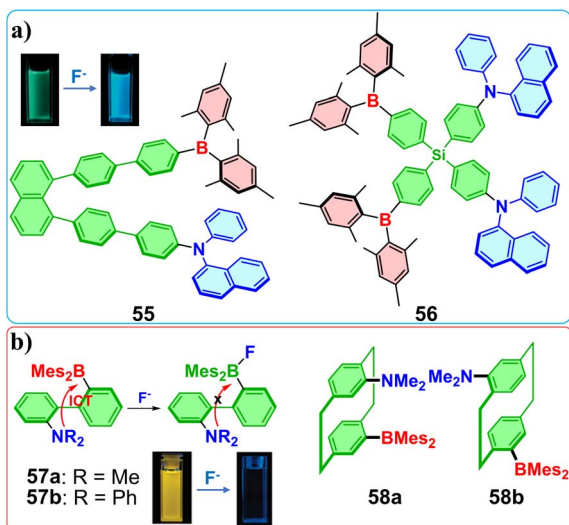 a)
F-
B
N
55
B
N
Si
B
N
56
b)
Mes₂B
ICT
NR₂
F-
F
Mes₂B
x
NR₂
57a: R = Me
57b: R = Ph
F-
NMe₂
BMes₂
58a
Me₂N
BMes₂
58b